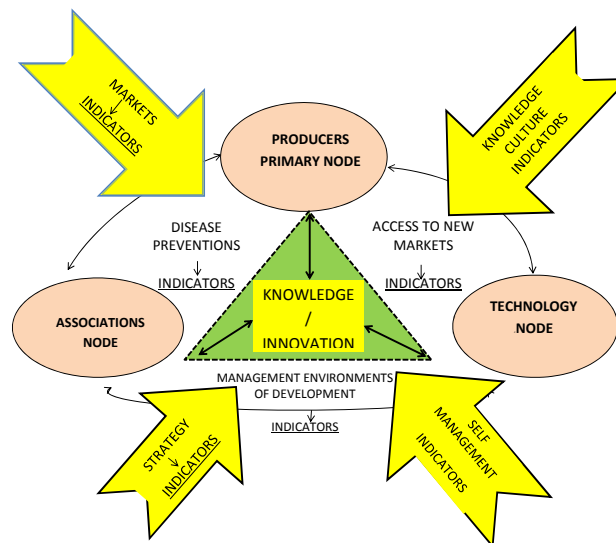 MARKETS
INDICATORS
KNOWLEDGE
CULTURE
INDICATORS
PRODUCERS
PRIMARY NODE
DISEASE
PREVENTIONS
INDICATORS
ACCESS TO NEW
MARKETS
INDICATORS
KNOWLEDGE
/
INNOVATION
ASSOCIATIONS
NODE
TECHNOLOGY
NODE
MANAGEMENT ENVIRONMENTS
OF DEVELOPMENT
INDICATORS
STRATEGY
INDICATORS
SELF
MANAGEMENT
INDICATORS